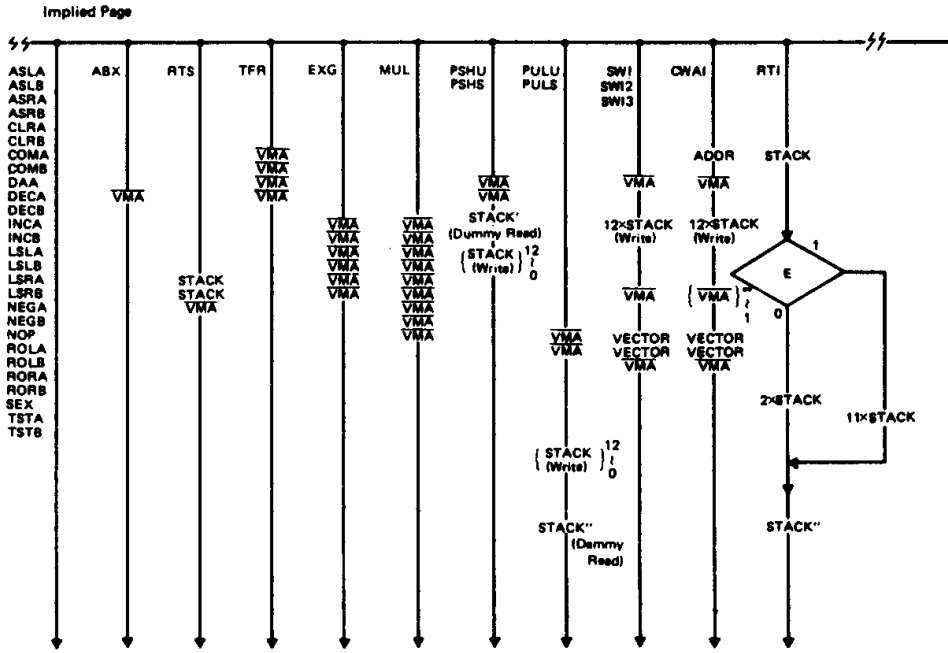 Implied Page
ASLA
ASLB
ASRA
ASRB
CLRA
CLRB
COMA
COMB
DAA
DECA
DECB
INCA
INCB
LSLA
LSLB
LSRA
LSRB
NEGA
NEGB
NOP
ROLA
ROLB
RORA
RORB
SEX
TSTA
TSTB
ABX
VMA
RTS
STACK
STACK
VMA
TFR
VMA
VMA
VMA
VMA
EXG
VMA
VMA
VMA
VMA
VMA
VMA
MUL
VMA
VMA
VMA
VMA
VMA
VMA
VMA
VMA
VMA
PSHU
PSHS
VMA
VMA
STACK'
(Dummy Read)
{STACK (Write)} 12 ≀ 0
PULU
PULS
VMA
VMA
{STACK (Write)} 12 ≀ 0
STACK''
(Dummy
Read)
SWI
SWI2
SWI3
VMA
12×STACK
(Write)
VMA
VECTOR
VECTOR
VMA
CWAI
ADDR
VMA
12×STACK
(Write)
{VMA} ∞ ≀ 1
VECTOR
VECTOR
VMA
RTI
STACK
E
1
0
2×STACK
11×STACK
STACK''